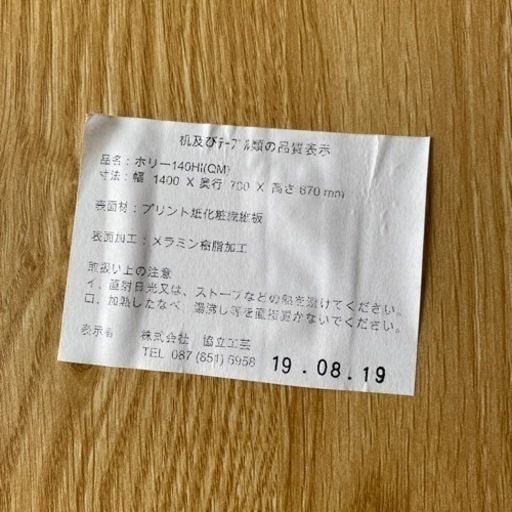 机及びテーブル類の品質表示
品名：ホリー140HI(QM)
寸法：幅 1400 X 奥行 700 X 高さ 670 mm
表面材：プリント紙化粧繊維板
表面加工：メラミン樹脂加工
取扱い上の注意
イ、直射日光又は、ストーブなどの熱を避けてください。
ロ、加熱したなべ、湯沸し等を直接置かないでください。
表示者 株式会社 協立工芸
TEL 087 (851) 6958 19.08.19